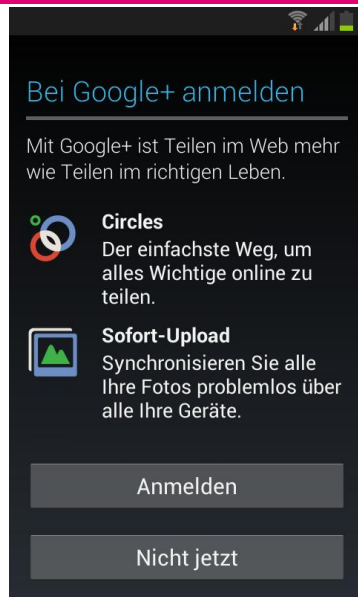 Bei Google+ anmelden
Mit Google+ ist Teilen im Web mehr
wie Teilen im richtigen Leben.
Circles
Der einfachste Weg, um
alles Wichtige online zu
teilen.
Sofort-Upload
Synchronisieren Sie alle
Ihre Fotos problemlos über
alle Ihre Geräte.
Anmelden
Nicht jetzt